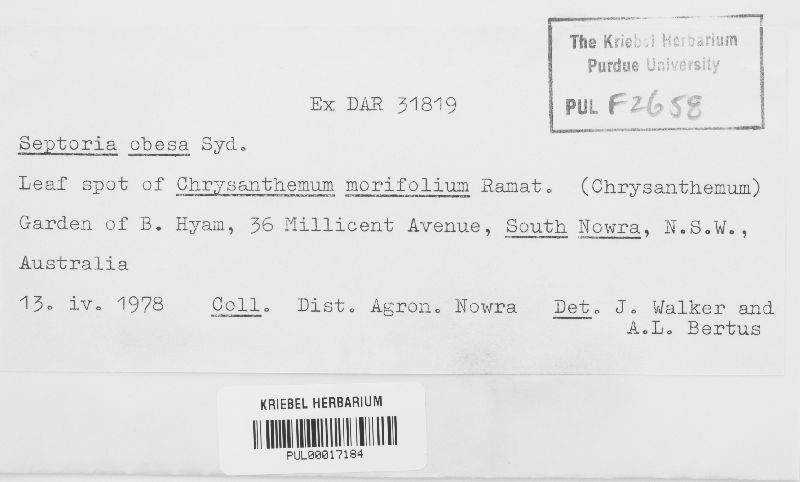 The Kriebel Herbarium
Purdue University
PUL F2658
Ex DAR 31819
Septoria obesa Syd.
Leaf spot of Chrysanthemum morifolium Ramat. (Chrysanthemum)
Garden of B. Hyam, 36 Millicent Avenue, South Nowra, N.S.W.,
Australia
13. iv. 1978 Coll. Dist. Agron. Nowra Det. J. Walker and
A.L. Bertus
KRIEBEL HERBARIUM
PUL00017184